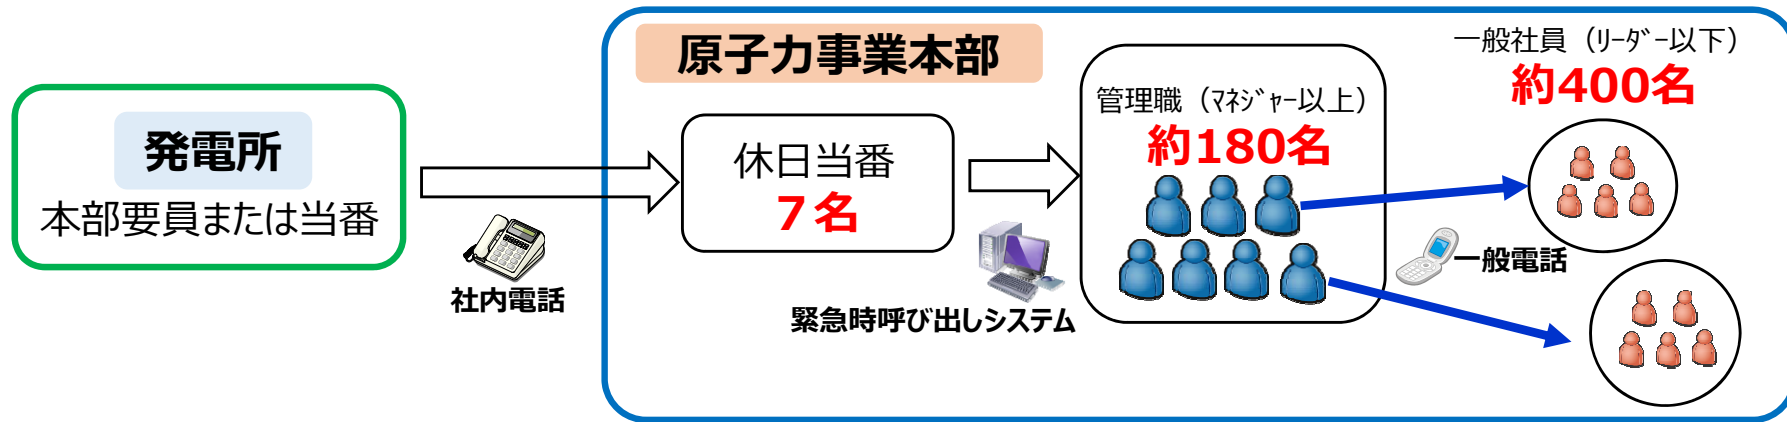 発電所
本部要員または当番
社内電話
原子力事業本部
休日当番
7名
緊急時呼び出しシステム
管理職（ﾏﾈｼﾞｬｰ以上）
約180名
一般電話
一般社員（ﾘｰﾀﾞｰ以下）
約400名